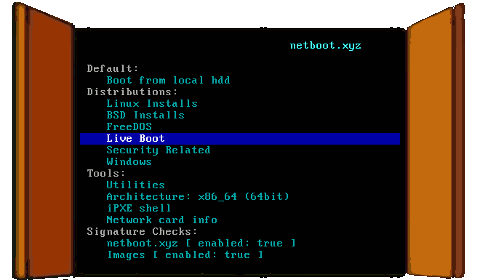 netboot.xyz
Default:
Boot from local hdd
Distributions:
Linux Installs
BSD Installs
FreeDOS
Live Boot
Security Related
Windows
Tools:
Utilities
Architecture: x86_64 (64bit)
iPXE shell
Network card info
Signature Checks:
netboot.xyz [ enabled: true ]
Images [ enabled: true ]